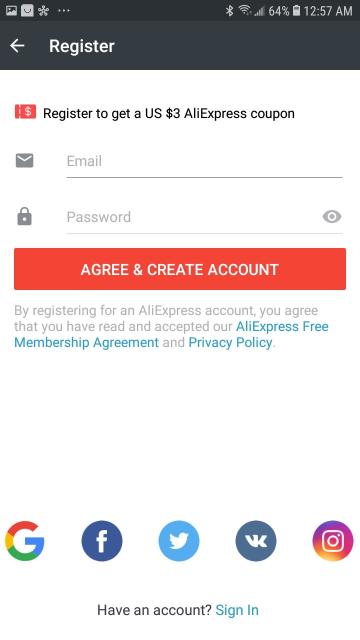 64% 12:57 AM
Register
$ Register to get a US $3 AliExpress coupon
Email
Password
AGREE & CREATE ACCOUNT
By registering for an AliExpress account, you agree
that you have read and accepted our AliExpress Free
Membership Agreement and Privacy Policy.
Have an account? Sign In